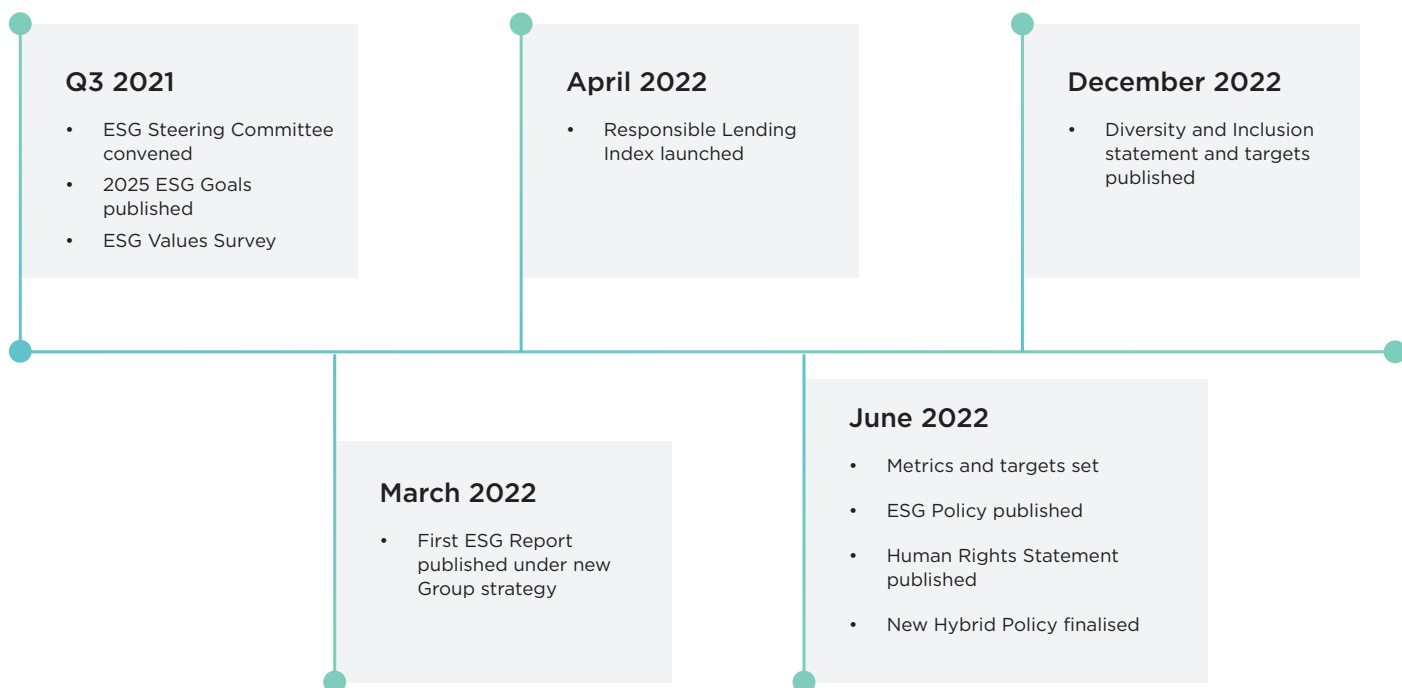 Q3 2021
• ESG Steering Committee
convened
• 2025 ESG Goals
published
• ESG Values Survey
March 2022
• First ESG Report
published under new
Group strategy
April 2022
• Responsible Lending
Index launched
June 2022
• Metrics and targets set
• ESG Policy published
• Human Rights Statement
published
• New Hybrid Policy finalised
December 2022
• Diversity and Inclusion
statement and targets
published